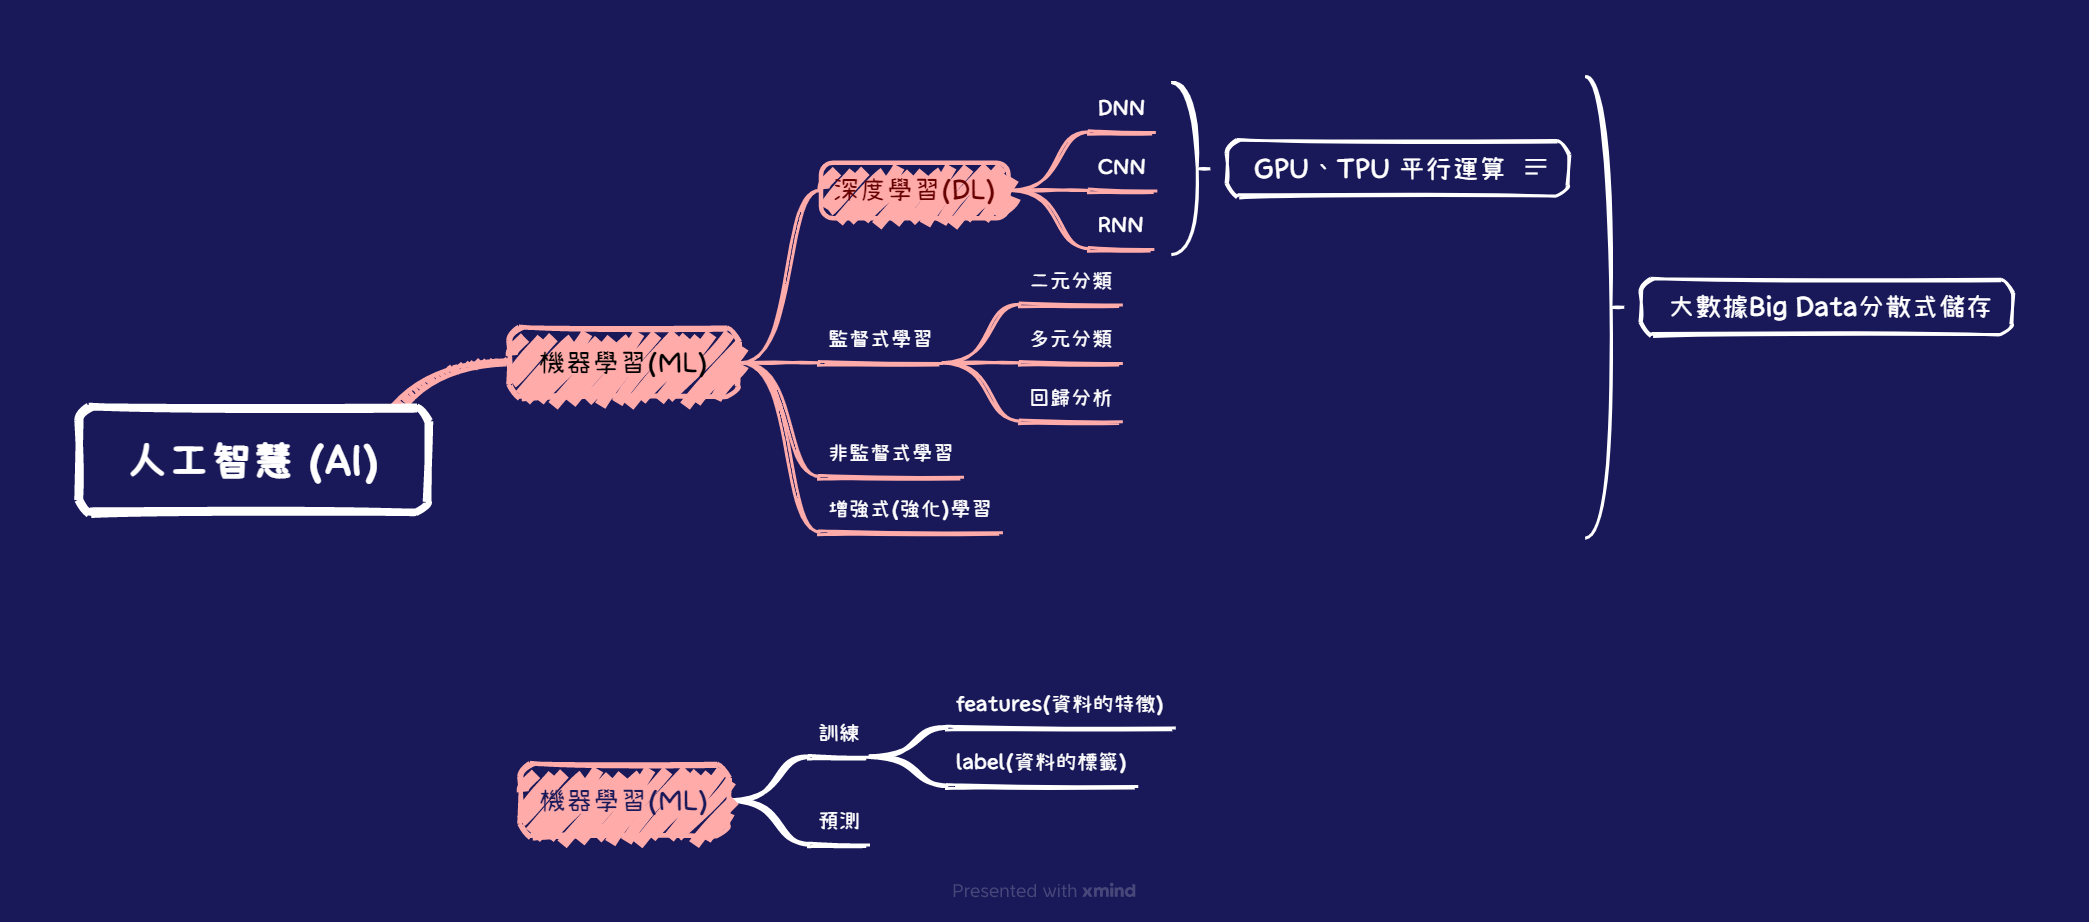 人工智慧 (AI)
機器學習(ML)
深度學習(DL)
DNN
CNN
RNN
GPU、TPU 平行運算
監督式學習
二元分類
多元分類
回歸分析
非監督式學習
增強式(強化)學習
大數據Big Data分散式儲存
機器學習(ML)
訓練
features(資料的特徵)
label(資料的標籤)
預測
Presented with xmind